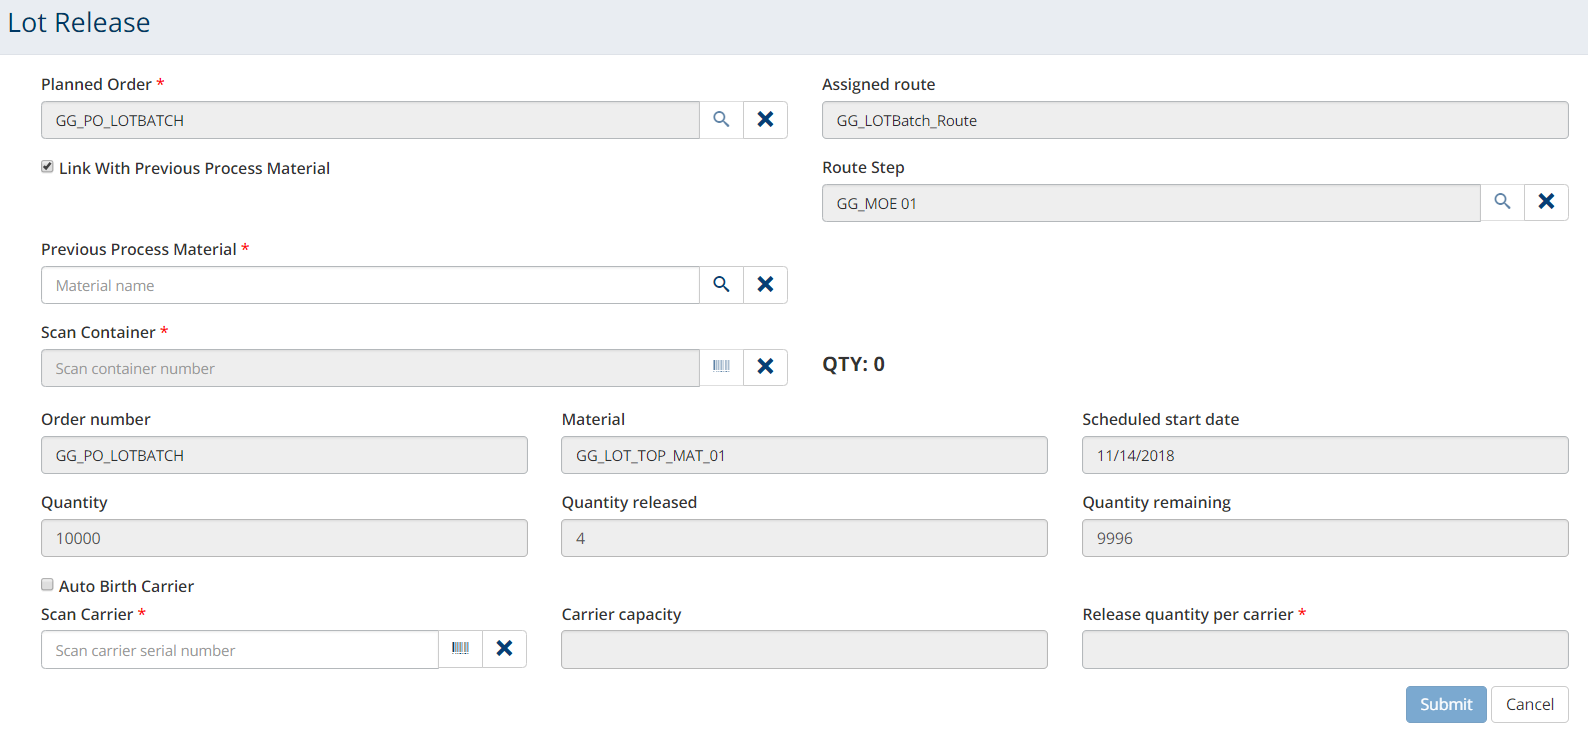 Lot Release
Planned Order *
Assigned route
GG_PO_LOTBATCH
GG_LOTBatch_Route
Link With Previous Process Material
Route Step
GG_MOE 01
Previous Process Material *
Material name
Scan Container *
Scan container number
QTY: 0
Order number
Material
Scheduled start date
GG_PO_LOTBATCH
GG_LOT_TOP_MAT_01
11/14/2018
Quantity
Quantity released
Quantity remaining
10000
4
9996
Auto Birth Carrier
Scan Carrier *
Carrier capacity
Release quantity per carrier *
Scan carrier serial number
Submit
Cancel